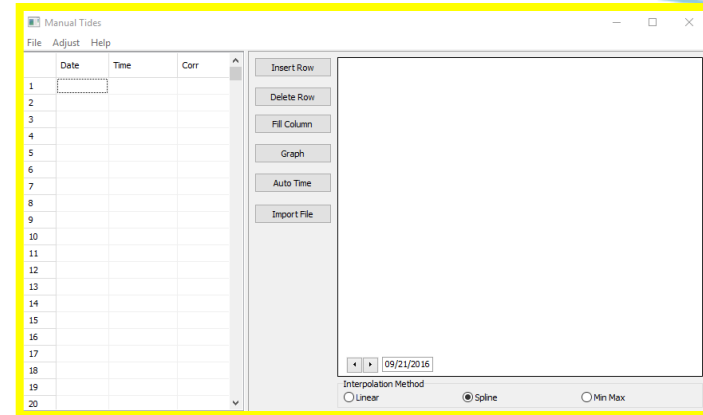 Manual Tides
File Adjust Help
Date Time Corr
1
2
3
4
5
6
7
8
9
10
11
12
13
14
15
16
17
18
19
20
Insert Row
Delete Row
Fill Column
Graph
Auto Time
Import File
09/21/2016
Interpolation Method
Linear Spline Min Max